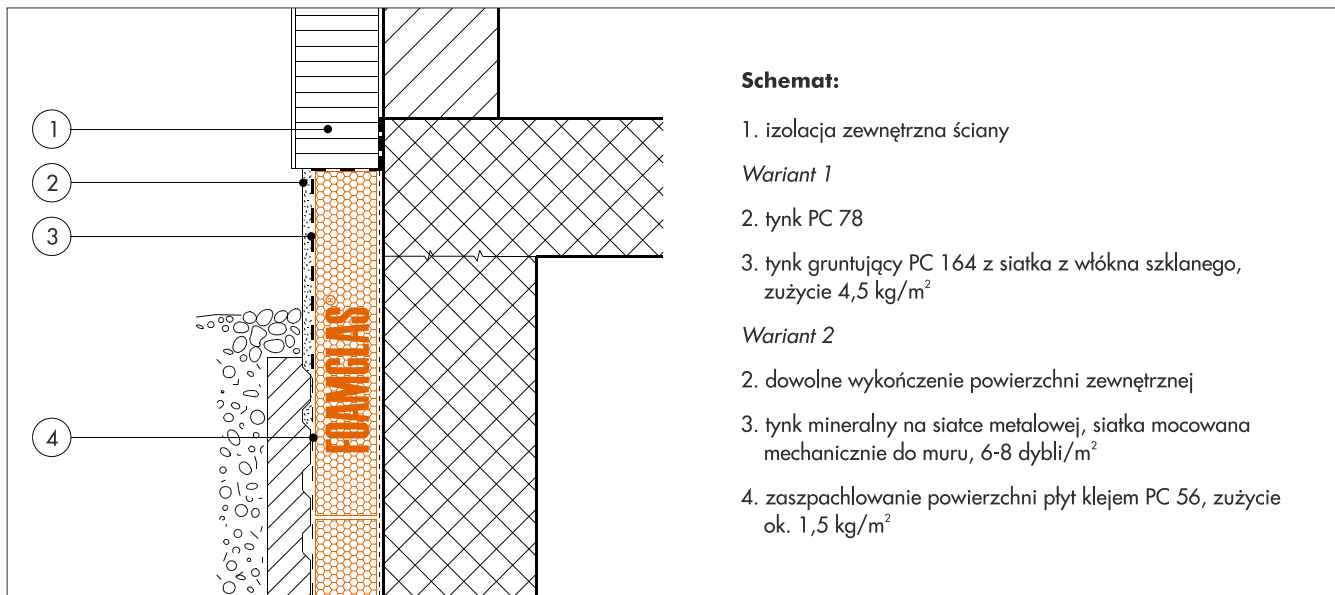 1
2
3
4
FOAMGLAS®
Schemat:
1. izolacja zewnętrzna ściany
Wariant 1
2. tynk PC 78
3. tynk gruntujący PC 164 z siatka z włókna szklanego,
zużycie 4,5 kg/m²
Wariant 2
2. dowolne wykończenie powierzchni zewnętrznej
3. tynk mineralny na siatce metalowej, siatka mocowana
mechanicznie do muru, 6-8 dybli/m²
4. zaszpachlowanie powierzchni płyt klejem PC 56, zużycie
ok. 1,5 kg/m²